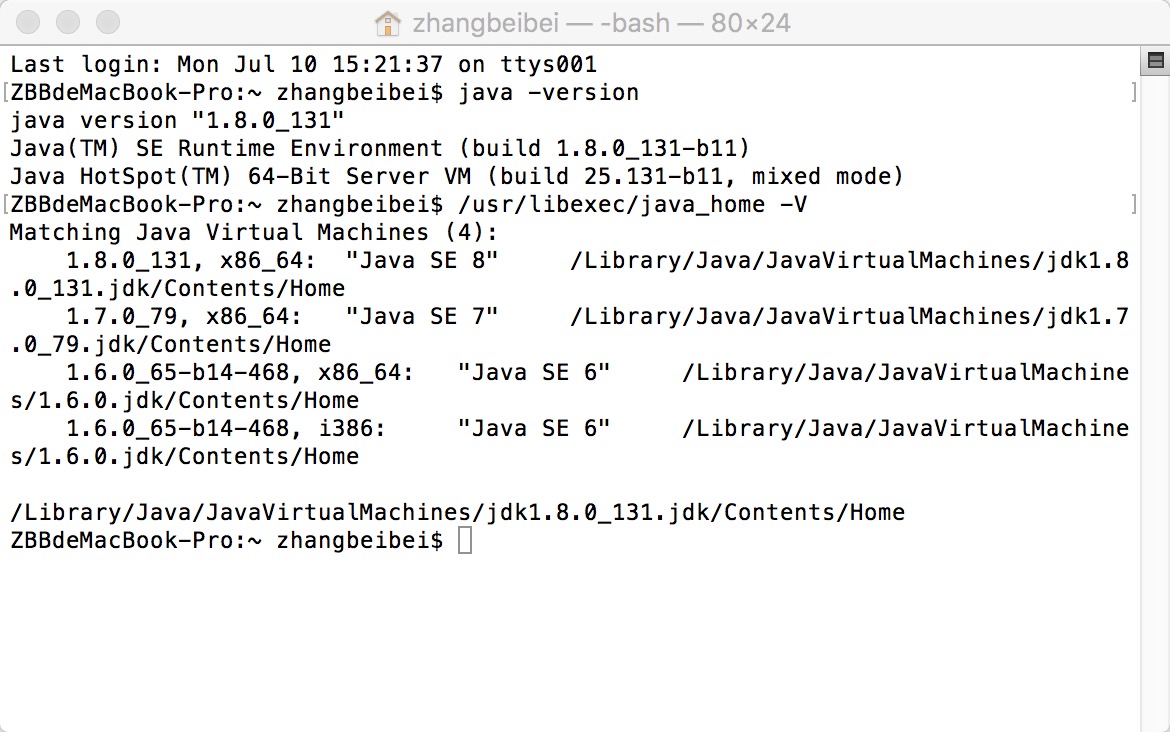 zhangbeibei — -bash — 80×24
Last login: Mon Jul 10 15:21:37 on ttys001
[ZBBdeMacBook-Pro:~ zhangbeibei$ java -version ]
java version "1.8.0_131"
Java(TM) SE Runtime Environment (build 1.8.0_131-b11)
Java HotSpot(TM) 64-Bit Server VM (build 25.131-b11, mixed mode)
[ZBBdeMacBook-Pro:~ zhangbeibei$ /usr/libexec/java_home -V ]
Matching Java Virtual Machines (4):
    1.8.0_131, x86_64:	"Java SE 8"	/Library/Java/JavaVirtualMachines/jdk1.8
.0_131.jdk/Contents/Home
    1.7.0_79, x86_64:	"Java SE 7"	/Library/Java/JavaVirtualMachines/jdk1.7
.0_79.jdk/Contents/Home
    1.6.0_65-b14-468, x86_64:	"Java SE 6"	/Library/Java/JavaVirtualMachine
s/1.6.0.jdk/Contents/Home
    1.6.0_65-b14-468, i386:	"Java SE 6"	/Library/Java/JavaVirtualMachine
s/1.6.0.jdk/Contents/Home

/Library/Java/JavaVirtualMachines/jdk1.8.0_131.jdk/Contents/Home
ZBBdeMacBook-Pro:~ zhangbeibei$